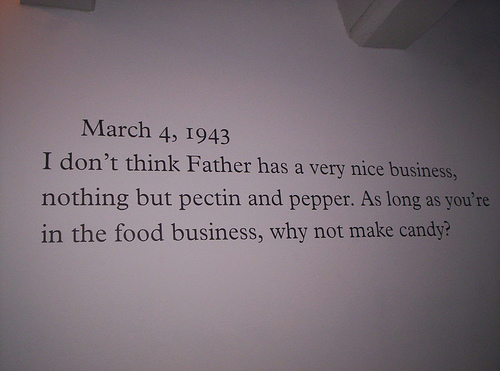 March 4, 1943
I don't think Father has a very nice business,
nothing but pectin and pepper. As long as you're
in the food business, why not make candy?